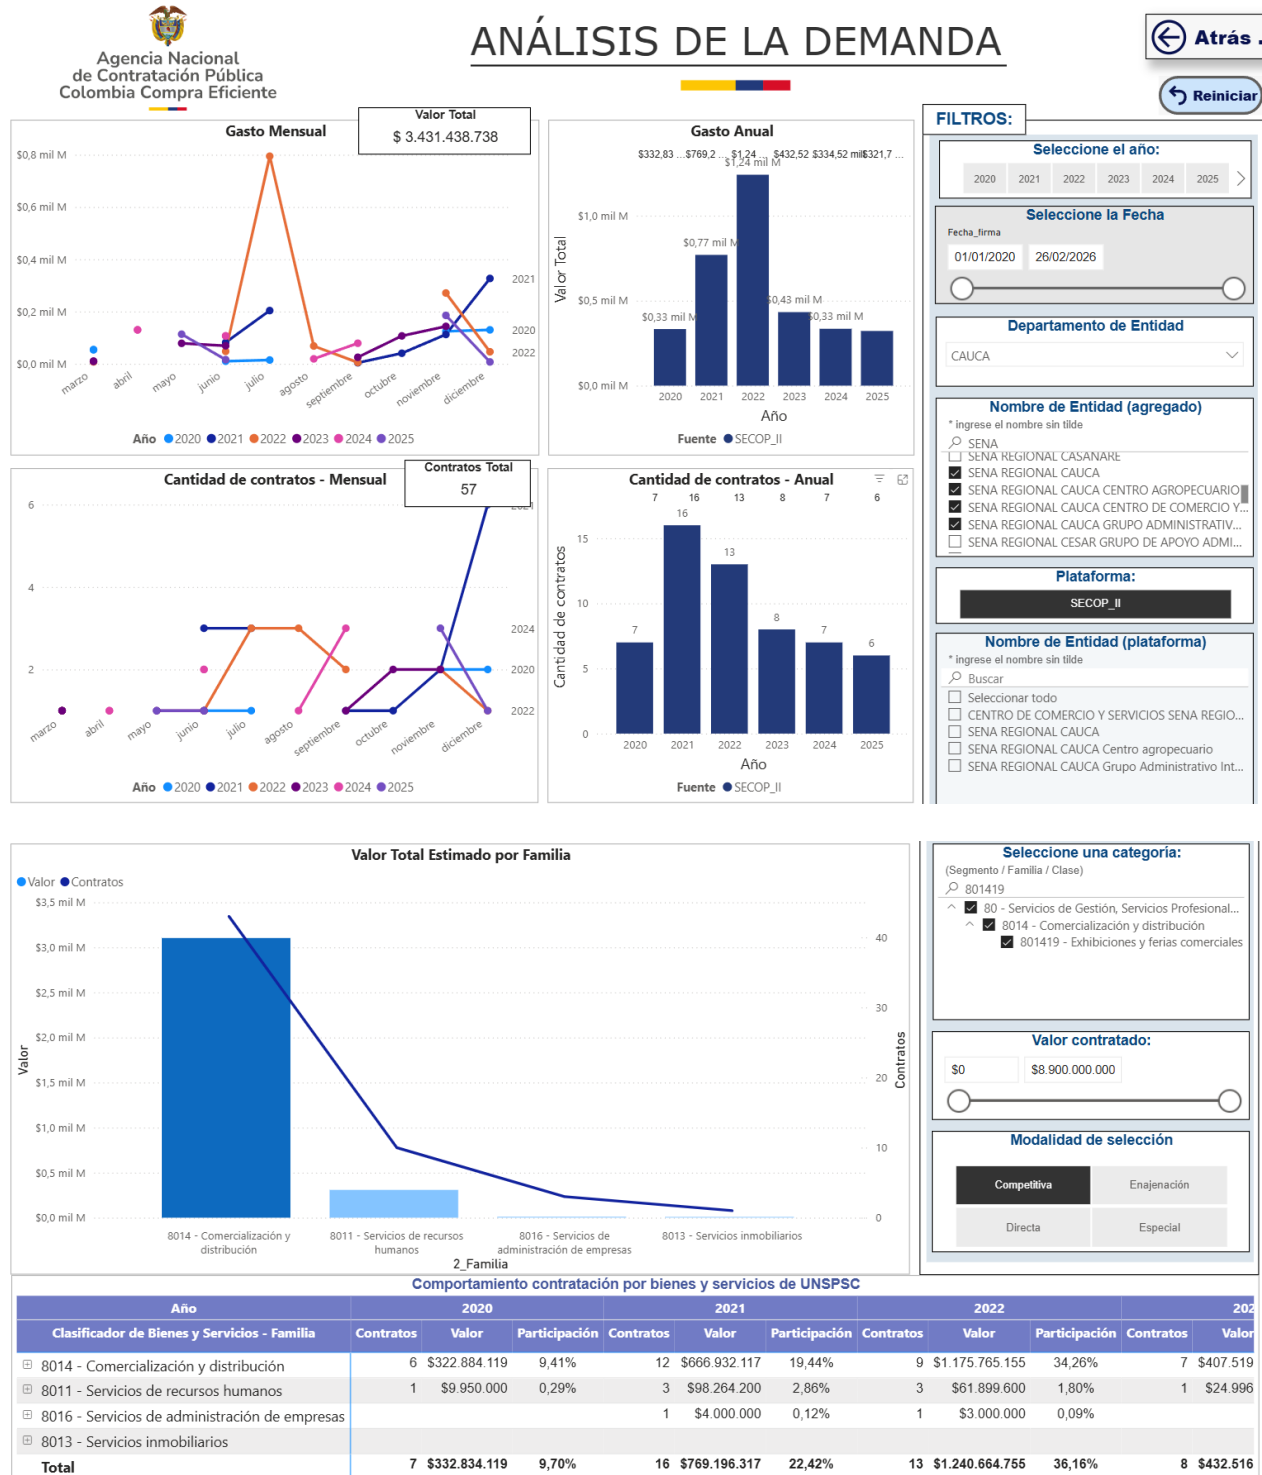 Agencia Nacional
de Contratación Pública
Colombia Compra Eficiente
ANÁLISIS DE LA DEMANDA
Atrás .
Reiniciar
Gasto Mensual
Valor Total
$ 3.431.438.738
$0,8 mil M
$0,6 mil M
$0,4 mil M
$0,2 mil M
$0,0 mil M
2021
2020
2022
marzo
abril
mayo
junio
julio
agosto
septiembre
octubre
noviembre
diciembre
Año 2020 2021 2022 2023 2024 2025
Gasto Anual
$332,83 ... $769,2 ... $1,24 ... $432,52 $334,52 mil $321,7 ...
$1,24 mil M
$1,0 mil M
$0,77 mil M
$0,5 mil M
$0,43 mil M
$0,33 mil M
$0,33 mil M
$0,0 mil M
Valor Total
2020 2021 2022 2023 2024 2025
Año
Fuente SECOP_II
FILTROS:
Seleccione el año:
2020 2021 2022 2023 2024 2025
Seleccione la Fecha
Fecha_firma
01/01/2020 26/02/2026
Departamento de Entidad
CAUCA
Nombre de Entidad (agregado)
* ingrese el nombre sin tilde
SENA
SENA REGIONAL CASANARE
SENA REGIONAL CAUCA
SENA REGIONAL CAUCA CENTRO AGROPECUARIO
SENA REGIONAL CAUCA CENTRO DE COMERCIO Y...
SENA REGIONAL CAUCA GRUPO ADMINISTRATIV...
SENA REGIONAL CESAR GRUPO DE APOYO ADMI...
Plataforma:
SECOP_II
Nombre de Entidad (plataforma)
* ingrese el nombre sin tilde
Buscar
Seleccionar todo
CENTRO DE COMERCIO Y SERVICIOS SENA REGIO...
SENA REGIONAL CAUCA
SENA REGIONAL CAUCA Centro agropecuario
SENA REGIONAL CAUCA Grupo Administrativo Int...
Cantidad de contratos - Mensual
Contratos Total
57
6
4
2
2021
2024
2020
2022
marzo
abril
mayo
junio
julio
agosto
septiembre
octubre
noviembre
diciembre
Año 2020 2021 2022 2023 2024 2025
Cantidad de contratos - Anual
7 16 13 8 7 6
16
15
13
10
8
7
7
6
5
0
Cantidad de contratos
2020 2021 2022 2023 2024 2025
Año
Fuente SECOP_II
Valor Total Estimado por Familia
Valor Contratos
$3,5 mil M
$3,0 mil M
$2,5 mil M
$2,0 mil M
$1,5 mil M
$1,0 mil M
$0,5 mil M
$0,0 mil M
Valor
40
30
20
10
0
Contratos
8014 - Comercialización y
distribución
8011 - Servicios de recursos
humanos
8016 - Servicios de
administración de empresas
8013 - Servicios inmobiliarios
2_Familia
Seleccione una categoría:
(Segmento / Familia / Clase)
801419
80 - Servicios de Gestión, Servicios Profesional...
8014 - Comercialización y distribución
801419 - Exhibiciones y ferias comerciales
Valor contratado:
$0 $8.900.000.000
Modalidad de selección
Competitiva Enajenación
Directa Especial
Comportamiento contratación por bienes y servicios de UNSPSC
Año 2020 2021 2022 202
Clasificador de Bienes y Servicios - Familia Contratos Valor Participación Contratos Valor Participación Contratos Valor Participación Contratos Valor
8014 - Comercialización y distribución 6 $322.884.119 9,41% 12 $666.932.117 19,44% 9 $1.175.765.155 34,26% 7 $407.519
8011 - Servicios de recursos humanos 1 $9.950.000 0,29% 3 $98.264.200 2,86% 3 $61.899.600 1,80% 1 $24.996
8016 - Servicios de administración de empresas 1 $4.000.000 0,12% 1 $3.000.000 0,09%
8013 - Servicios inmobiliarios
Total 7 $332.834.119 9,70% 16 $769.196.317 22,42% 13 $1.240.664.755 36,16% 8 $432.516